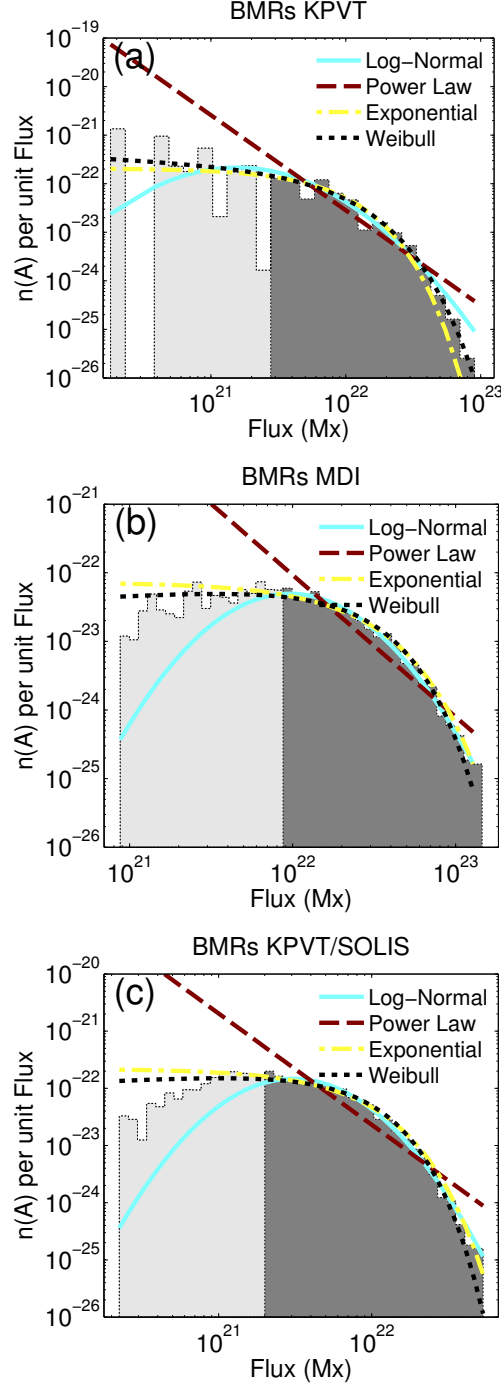 BMRs KPVT
(a)
Log−Normal
Power Law
Exponential
Weibull
10^-19
10^-20
10^-21
10^-22
10^-23
10^-24
10^-25
10^-26
n(A) per unit Flux
10^21 10^22 10^23
Flux (Mx)
BMRs MDI
(b)
Log−Normal
Power Law
Exponential
Weibull
10^-21
10^-22
10^-23
10^-24
10^-25
10^-26
n(A) per unit Flux
10^21 10^22 10^23
Flux (Mx)
BMRs KPVT/SOLIS
(c)
Log−Normal
Power Law
Exponential
Weibull
10^-20
10^-21
10^-22
10^-23
10^-24
10^-25
10^-26
n(A) per unit Flux
10^21 10^22
Flux (Mx)